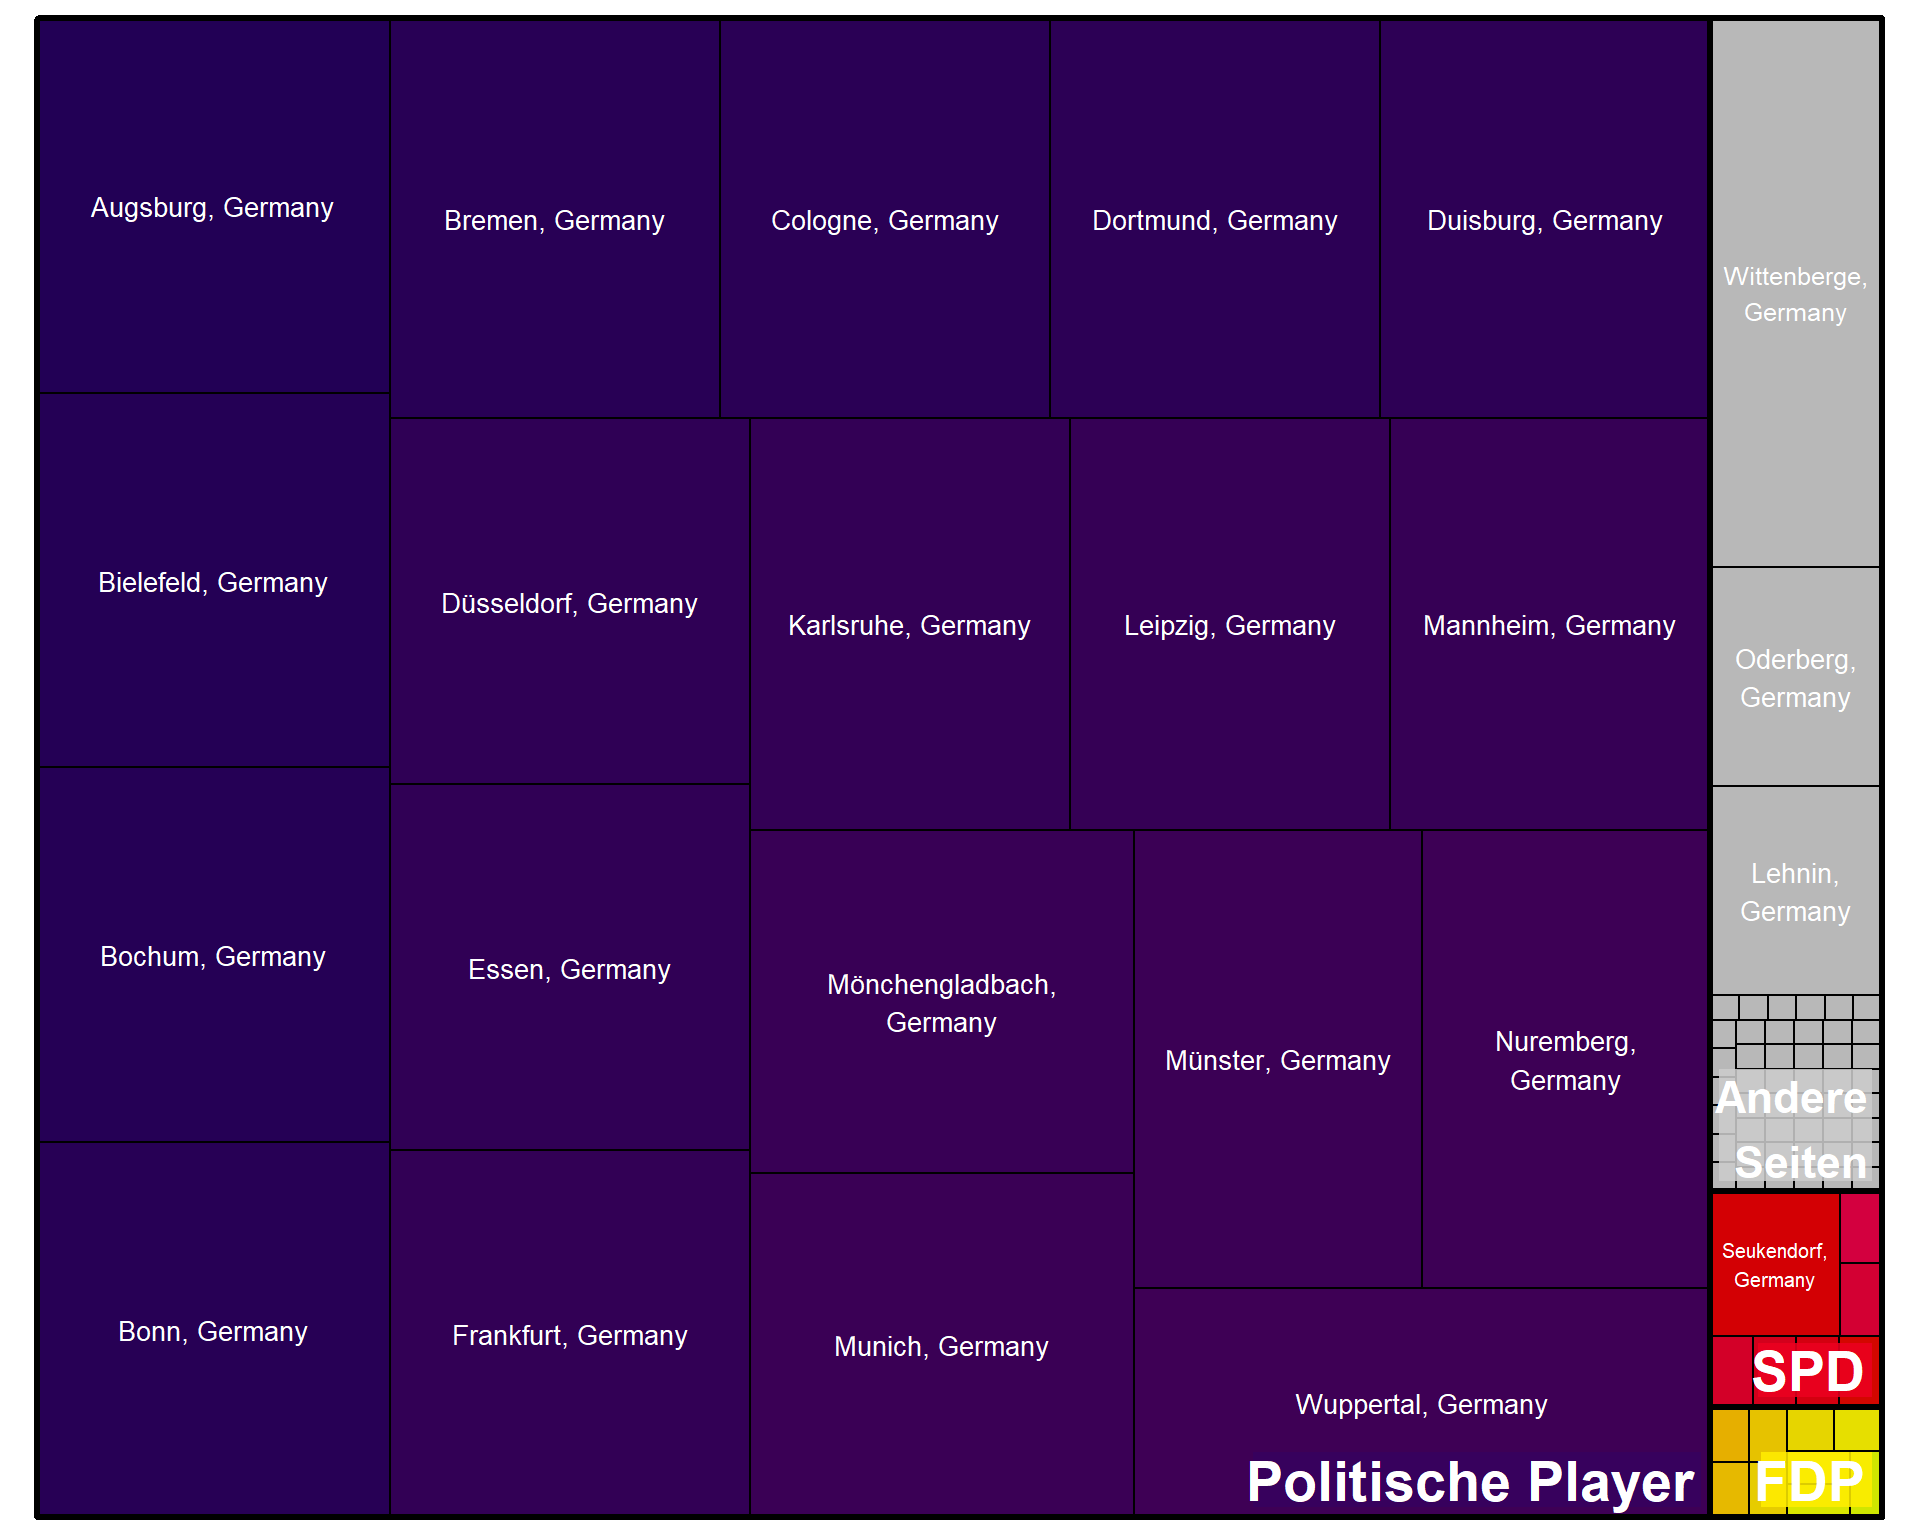 Augsburg, Germany
Bremen, Germany
Cologne, Germany
Dortmund, Germany
Duisburg, Germany
Wittenberge,
Germany
Bielefeld, Germany
Düsseldorf, Germany
Karlsruhe, Germany
Leipzig, Germany
Mannheim, Germany
Oderberg,
Germany
Lehnin,
Germany
Bochum, Germany
Essen, Germany
Mönchengladbach,
Germany
Münster, Germany
Nuremberg,
Germany
Andere
Seiten
Seukendorf,
Germany
Bonn, Germany
Frankfurt, Germany
Munich, Germany
Wuppertal, Germany
SPD
Politische Player
FDP